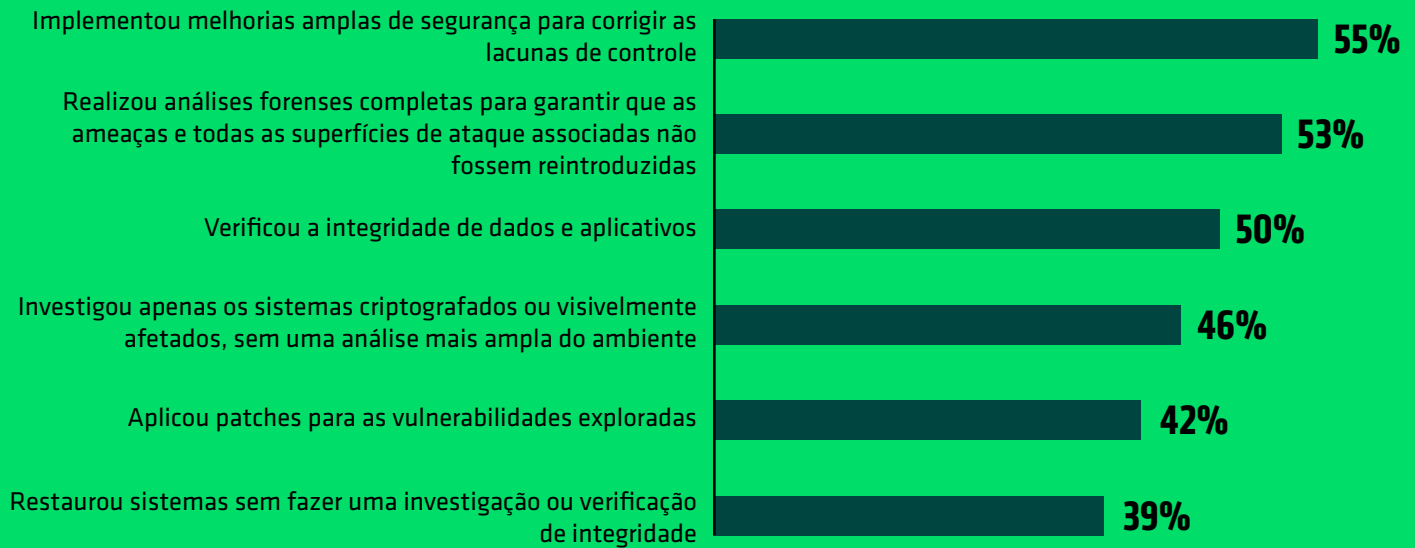 Implementou melhorias amplas de segurança para corrigir as
lacunas de controle
55%
Realizou análises forenses completas para garantir que as
ameaças e todas as superfícies de ataque associadas não
fossem reintroduzidas
53%
Verificou a integridade de dados e aplicativos
50%
Investigou apenas os sistemas criptografados ou visivelmente
afetados, sem uma análise mais ampla do ambiente
46%
Aplicou patches para as vulnerabilidades exploradas
42%
Restaurou sistemas sem fazer uma investigação ou verificação
de integridade
39%